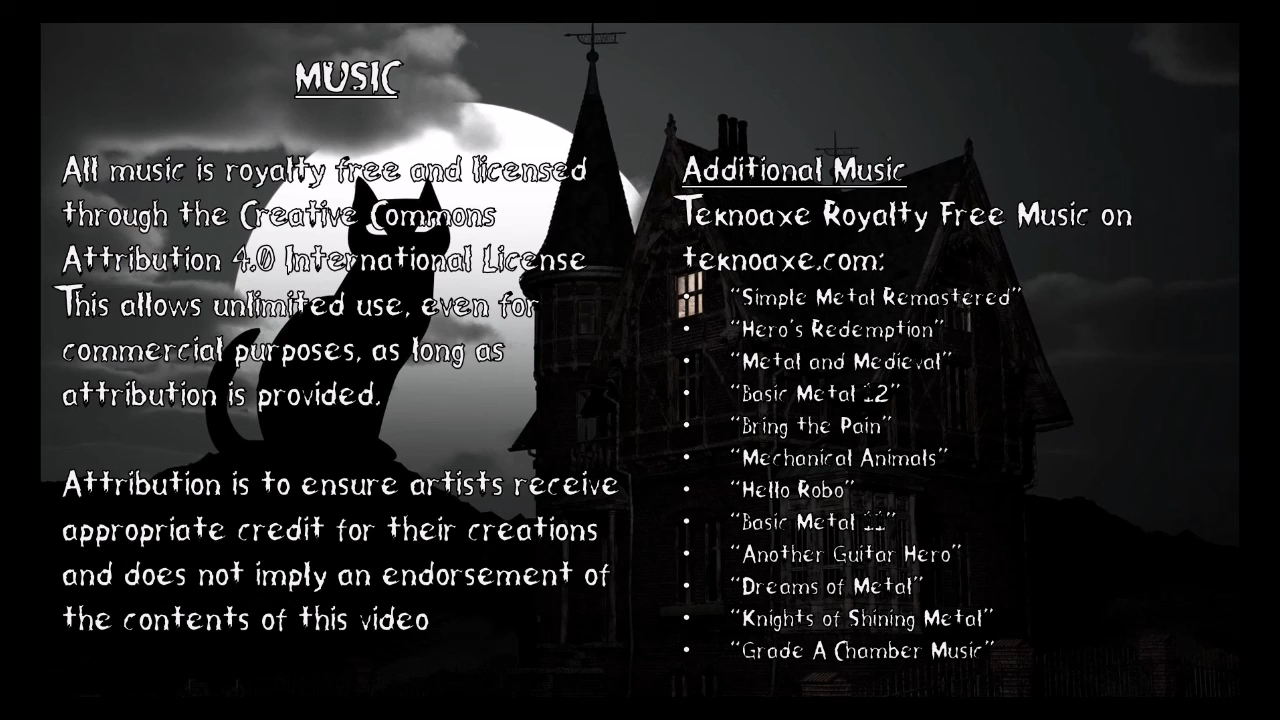 MUSIC
All music is royalty free and licensed
through the Creative Commons
Attribution 4.0 International License
This allows unlimited use, even for
commercial purposes, as long as
attribution is provided.
Attribution is to ensure artists receive
appropriate credit for their creations
and does not imply an endorsement of
the contents of this video
Additional Music
Teknoaxe Royalty Free Music on
teknoaxe.com:
• “Simple Metal Remastered”
• “Hero's Redemption”
• “Metal and Medieval”
• “Basic Metal 12”
• “Bring the Pain”
• “Mechanical Animals”
• “Hello Robo”
• “Basic Metal 11”
• “Another Guitar Hero”
• “Dreams of Metal”
• “Knights of Shining Metal”
• “Grade A Chamber Music”